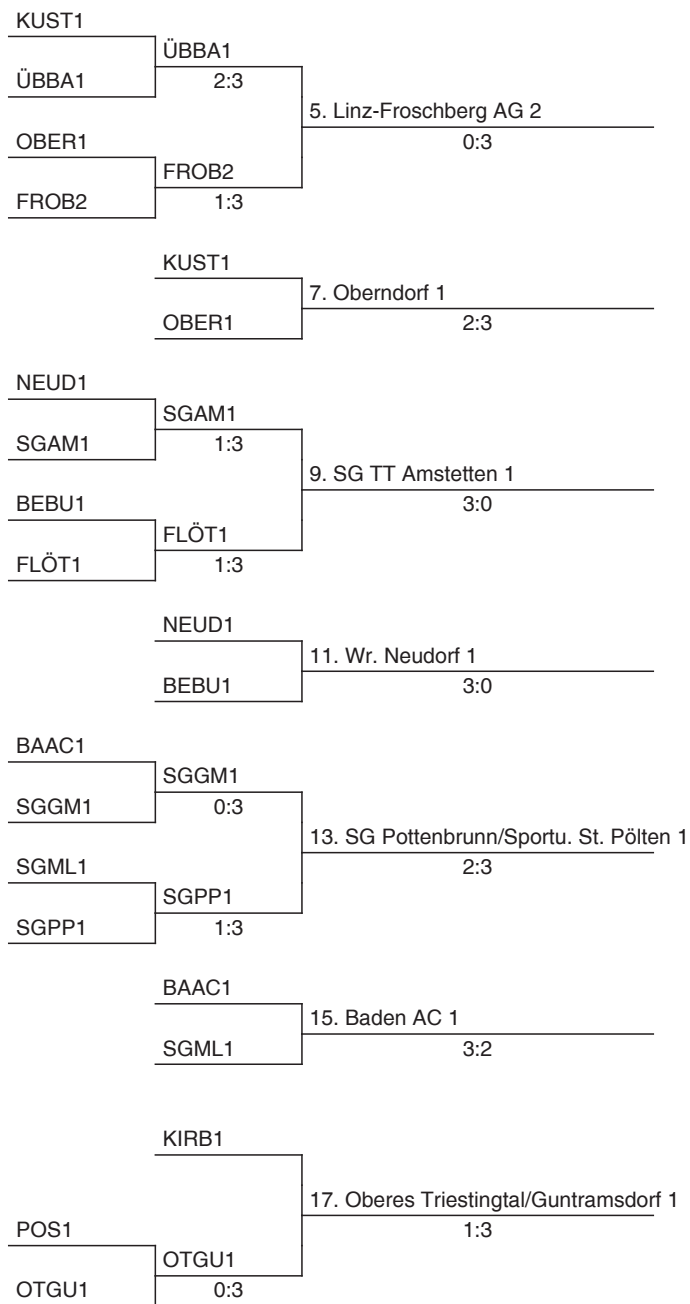 KUST1
ÜBBA1
ÜBBA1
2:3
5. Linz-Froschberg AG 2
0:3
OBER1
FROB2
FROB2
1:3
KUST1
7. Oberndorf 1
OBER1
2:3
NEUD1
SGAM1
SGAM1
1:3
9. SG TT Amstetten 1
3:0
BEBU1
FLÖT1
FLÖT1
1:3
NEUD1
11. Wr. Neudorf 1
BEBU1
3:0
BAAC1
SGGM1
SGGM1
0:3
13. SG Pottenbrunn/Sportu. St. Pölten 1
2:3
SGML1
SGPP1
SGPP1
1:3
BAAC1
15. Baden AC 1
SGML1
3:2
KIRB1
17. Oberes Triestingtal/Guntramsdorf 1
1:3
POS1
OTGU1
OTGU1
0:3